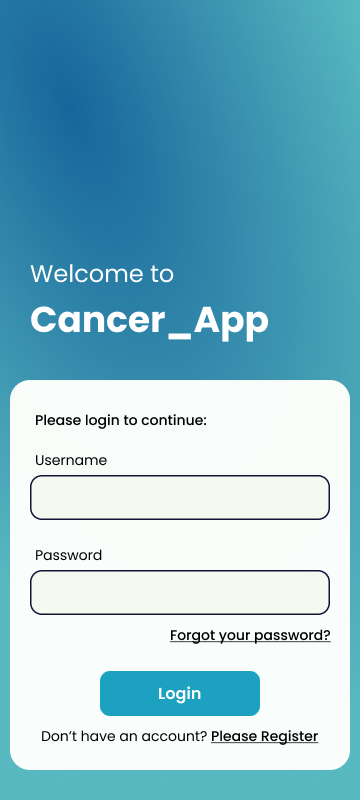 Welcome to
Cancer_App
Please login to continue:
Username
Password
Forgot your password?
Login
Don’t have an account? Please Register